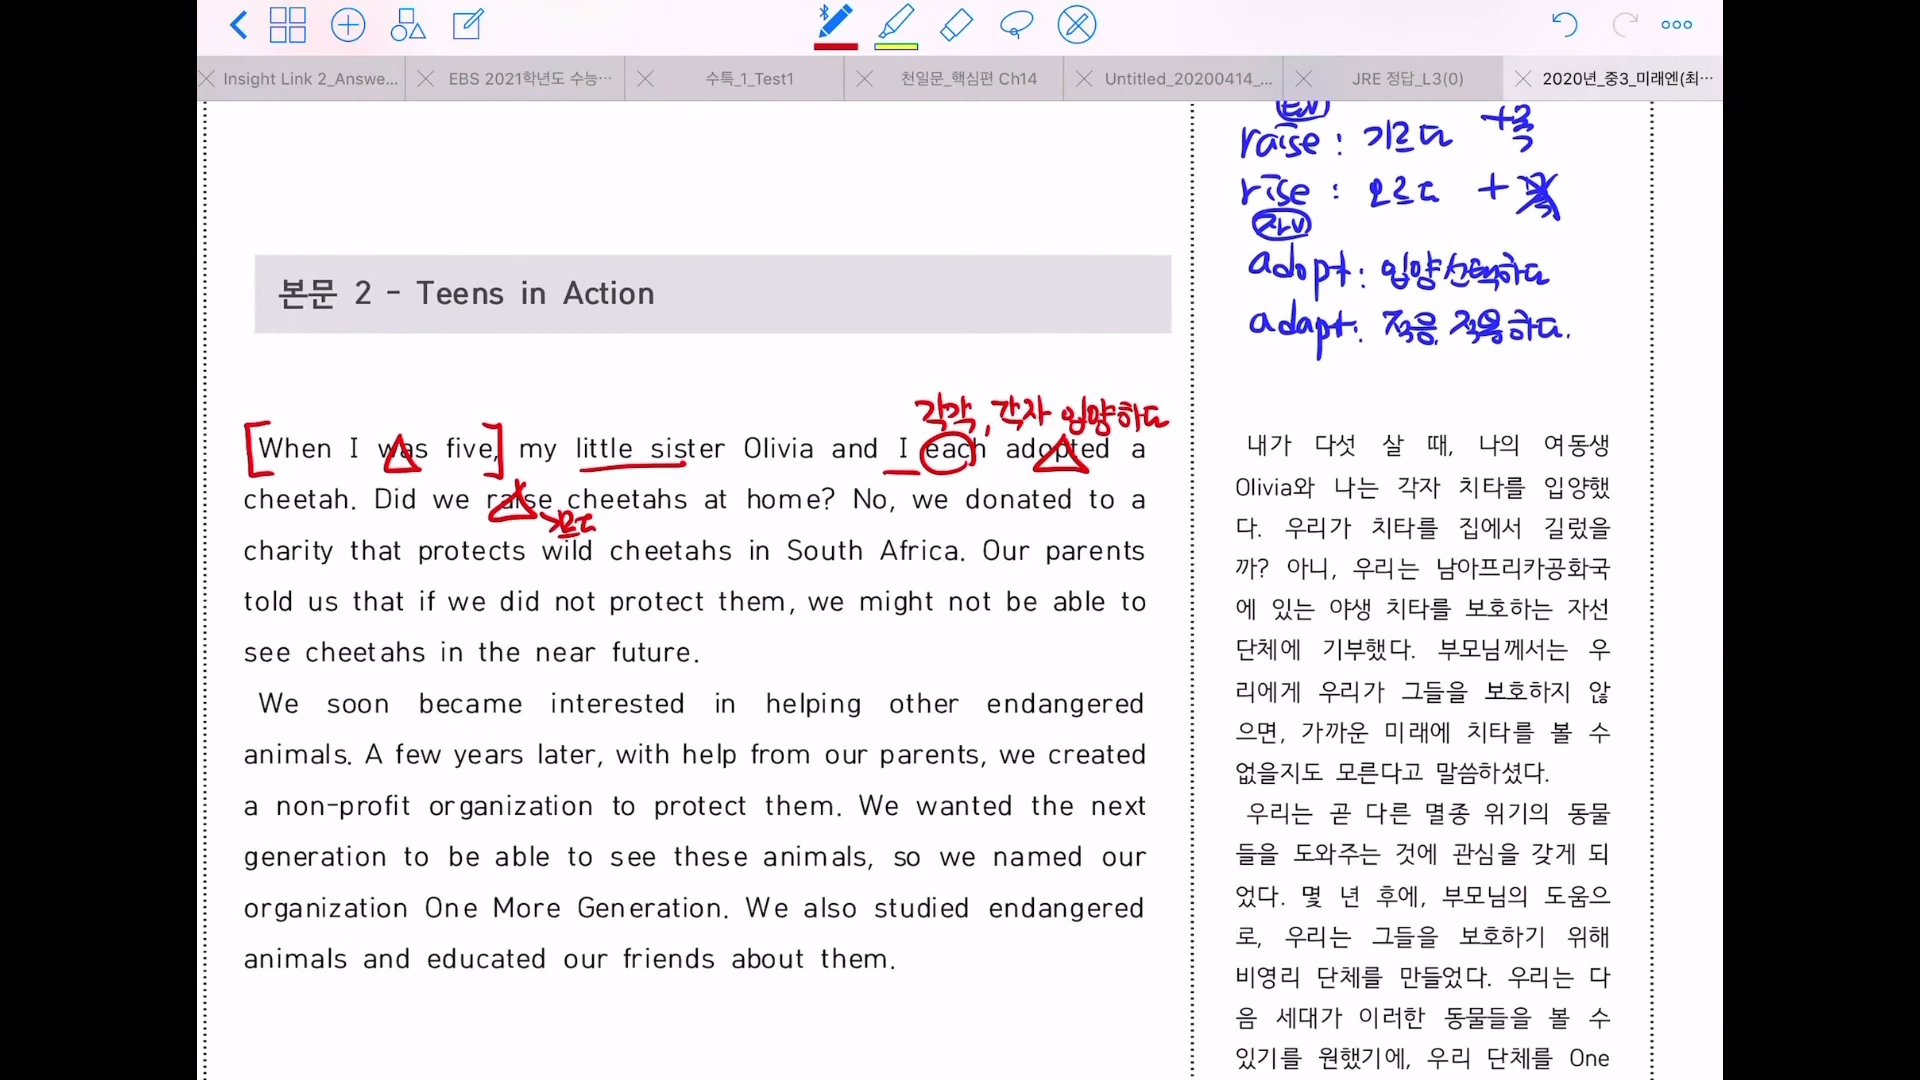 Insight Link 2_Answe...
EBS 2021학년도 수능…
수특_1_Test1
천일문_핵심편 Ch14
Untitled_20200414_...
JRE 정답_L3(0)
2020년_중3_미래엔(최…
raise : 기르다 +목
rise : 오르다 + 목
자V
adopt : 입양 선택하다
adapt : 적응, 적용하다.
본문 2 - Teens in Action
각각, 각자 입양하다
When I was five, my little sister Olivia and I each adopted a
cheetah. Did we raise cheetahs at home? No, we donated to a
charity that protects wild cheetahs in South Africa. Our parents
told us that if we did not protect them, we might not be able to
see cheetahs in the near future.
We soon became interested in helping other endangered
animals. A few years later, with help from our parents, we created
a non-profit organization to protect them. We wanted the next
generation to be able to see these animals, so we named our
organization One More Generation. We also studied endangered
animals and educated our friends about them.
내가 다섯 살 때, 나의 여동생
Olivia와 나는 각자 치타를 입양했
다. 우리가 치타를 집에서 길렀을
까? 아니, 우리는 남아프리카공화국
에 있는 야생 치타를 보호하는 자선
단체에 기부했다. 부모님께서는 우
리에게 우리가 그들을 보호하지 않
으면, 가까운 미래에 치타를 볼 수
없을지도 모른다고 말씀하셨다.
우리는 곧 다른 멸종 위기의 동물
들을 도와주는 것에 관심을 갖게 되
었다. 몇 년 후에, 부모님의 도움으
로, 우리는 그들을 보호하기 위해
비영리 단체를 만들었다. 우리는 다
음 세대가 이러한 동물들을 볼 수
있기를 원했기에, 우리 단체를 One